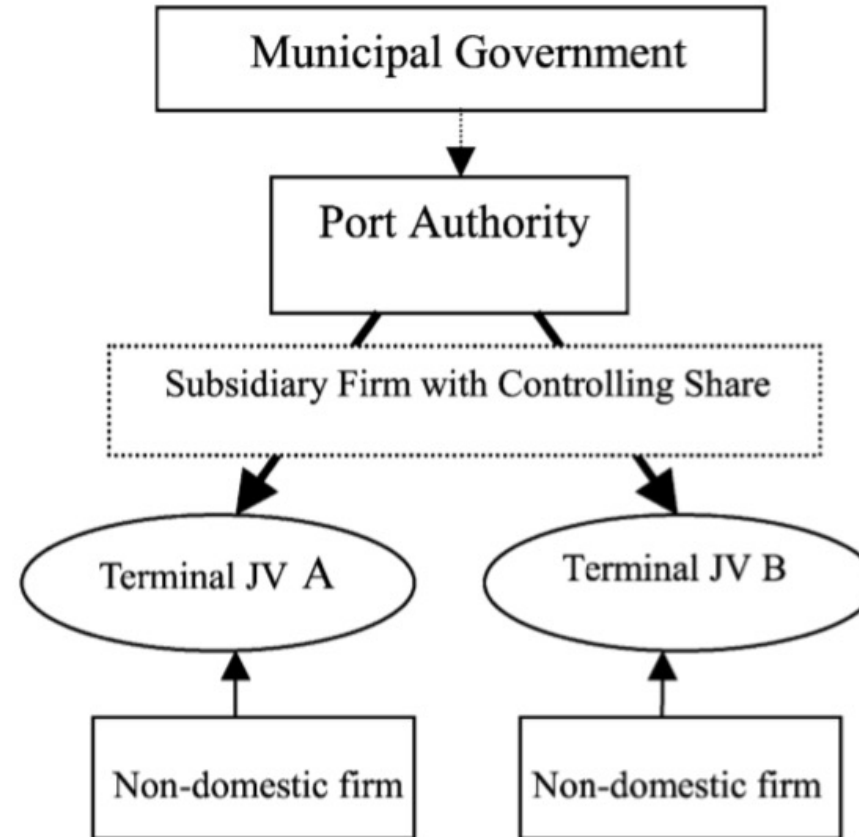 Municipal Government
Port Authority
Subsidiary Firm with Controlling Share
Terminal JV A
Terminal JV B
Non-domestic firm
Non-domestic firm